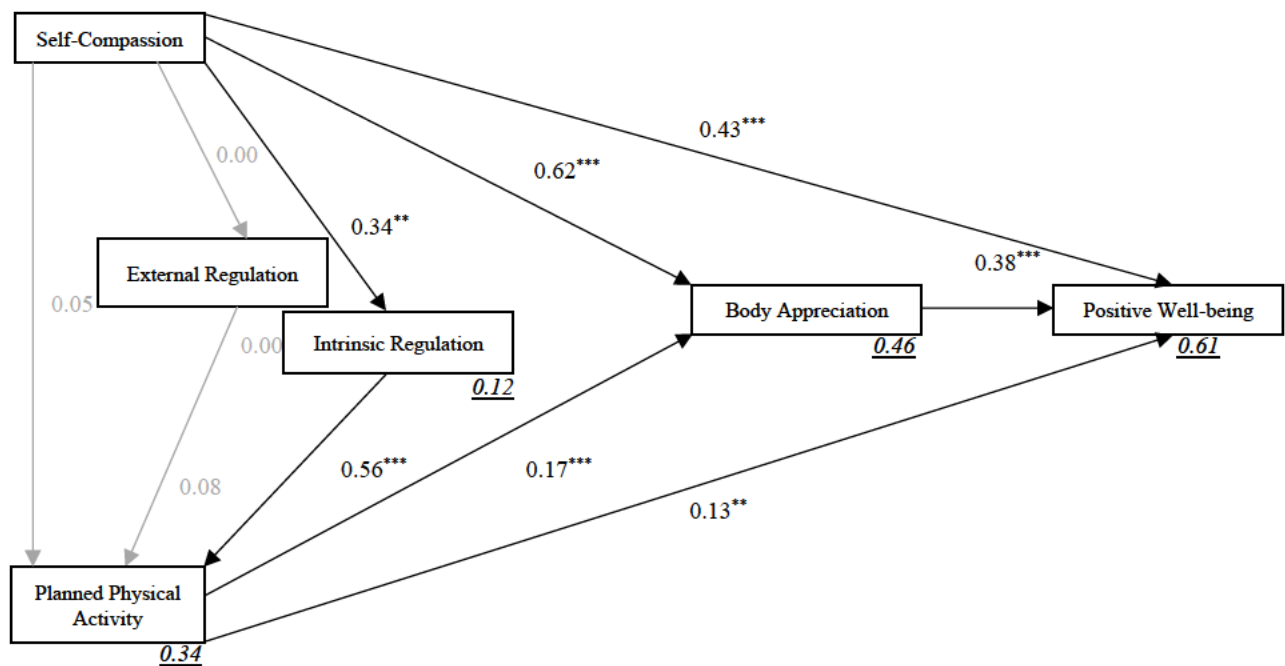 Self-Compassion
0.43***
0.00
0.62***
0.34**
External Regulation
0.38***
0.05
Body Appreciation
Positive Well-being
0.00
Intrinsic Regulation
0.46
0.61
0.12
0.56***
0.17***
0.08
0.13**
Planned Physical
Activity
0.34